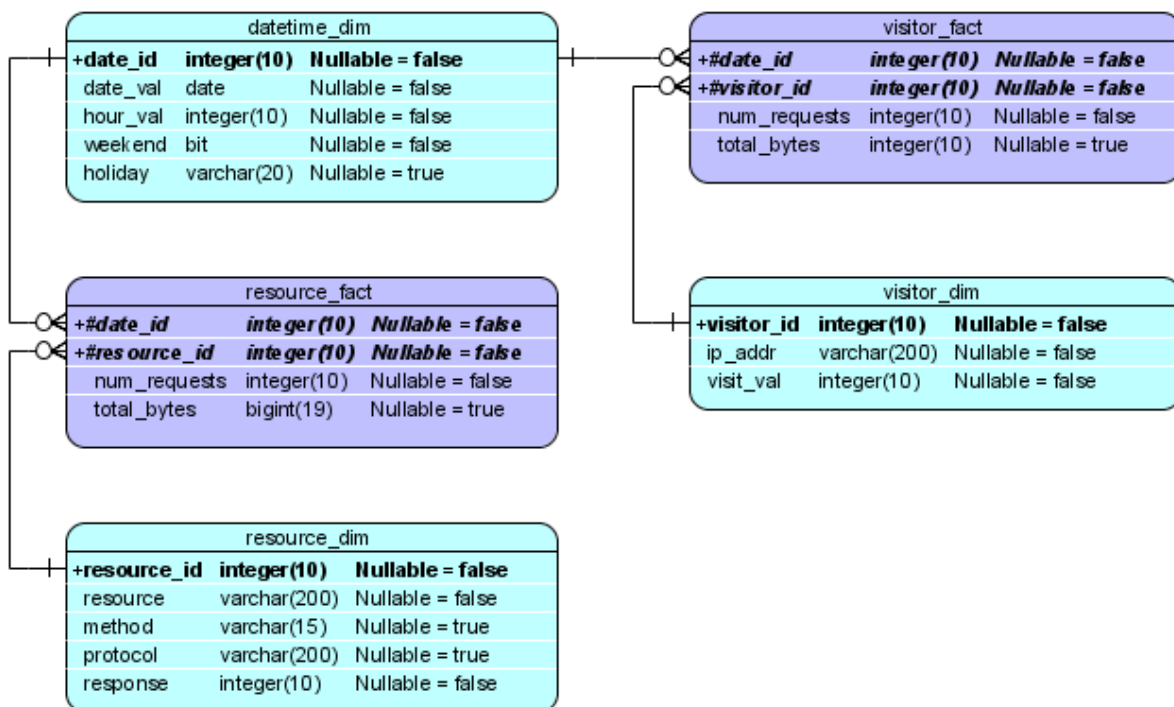 datetime_dim
+date_id integer(10) Nullable = false
date_val date Nullable = false
hour_val integer(10) Nullable = false
weekend bit Nullable = false
holiday varchar(20) Nullable = true
visitor_fact
+#date_id integer(10) Nullable = false
+#visitor_id integer(10) Nullable = false
num_requests integer(10) Nullable = false
total_bytes integer(10) Nullable = true
resource_fact
+#date_id integer(10) Nullable = false
+#resource_id integer(10) Nullable = false
num_requests integer(10) Nullable = false
total_bytes bigint(19) Nullable = true
visitor_dim
+visitor_id integer(10) Nullable = false
ip_addr varchar(200) Nullable = false
visit_val integer(10) Nullable = false
resource_dim
+resource_id integer(10) Nullable = false
resource varchar(200) Nullable = false
method varchar(15) Nullable = true
protocol varchar(200) Nullable = true
response integer(10) Nullable = false